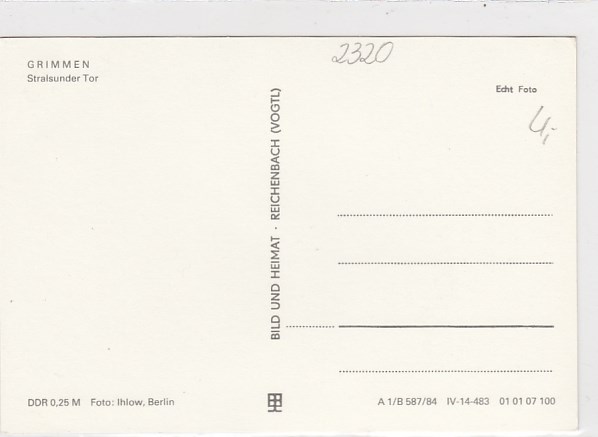 2320
GRIMMEN
Stralsunder Tor
Echt Foto
4,-
BILD UND HEIMAT · REICHENBACH (VOGTL)
DDR 0,25 M Foto: Ihlow, Berlin
A 1/B 587/84 IV-14-483 01 01 07 100